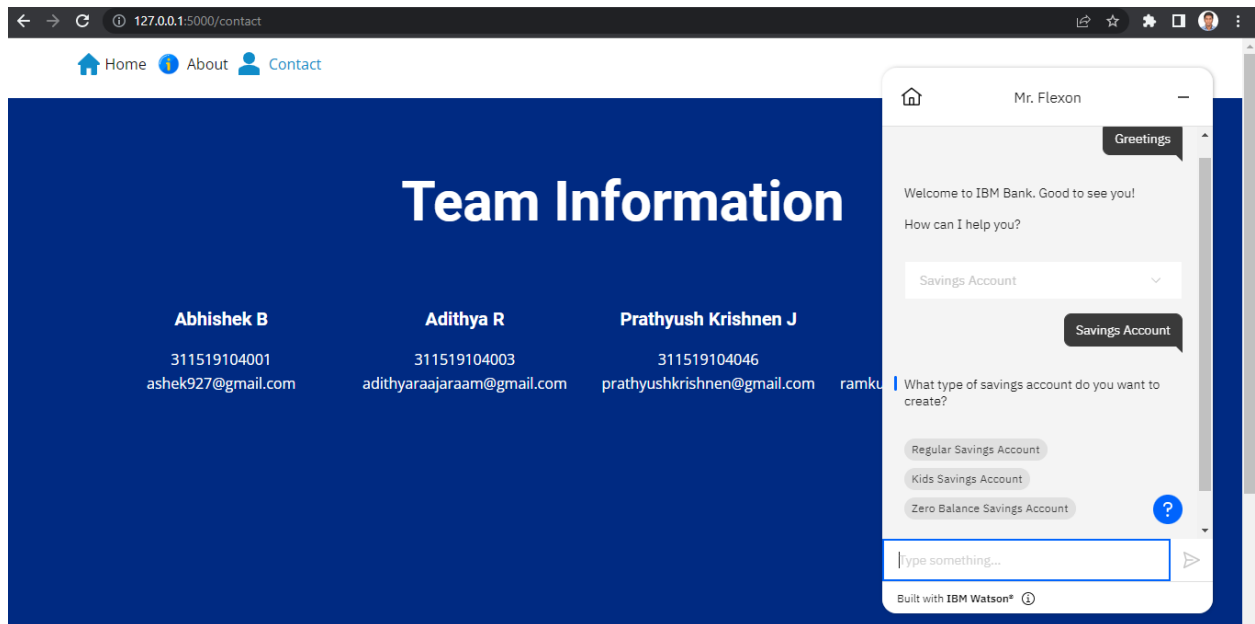 127.0.0.1:5000/contact
Home About Contact
Team Information
Abhishek B
311519104001
ashek927@gmail.com
Adithya R
311519104003
adithyaraajaraam@gmail.com
Prathyush Krishnen J
311519104046
prathyushkrishnen@gmail.com
ramku
Mr. Flexon
Greetings
Welcome to IBM Bank. Good to see you!
How can I help you?
Savings Account
Savings Account
What type of savings account do you want to
create?
Regular Savings Account
Kids Savings Account
Zero Balance Savings Account
?
Type something...
Built with IBM Watson®